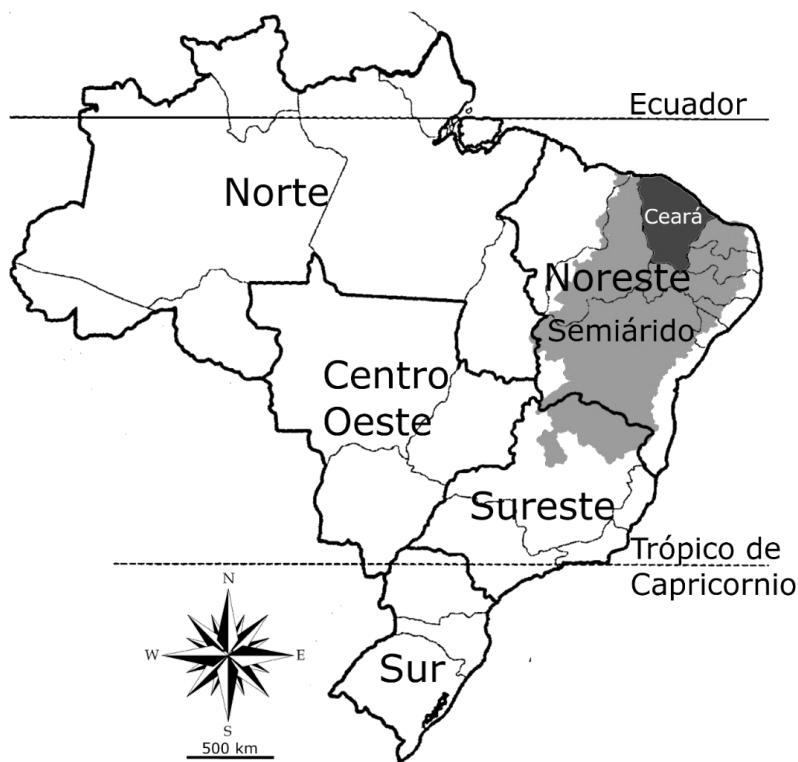 Ecuador
Norte
Ceará
Noreste
Semiárido
Centro
Oeste
Sureste
Trópico de
Capricornio
N
W
E
S
Sur
500 km